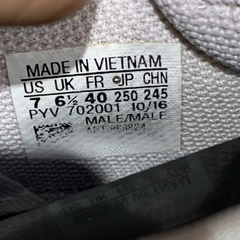 MADE IN VIETNAM
US UK FR JP CHN
7 6½ 40 250 245
PYV 702001 10/16
MALE/MALE